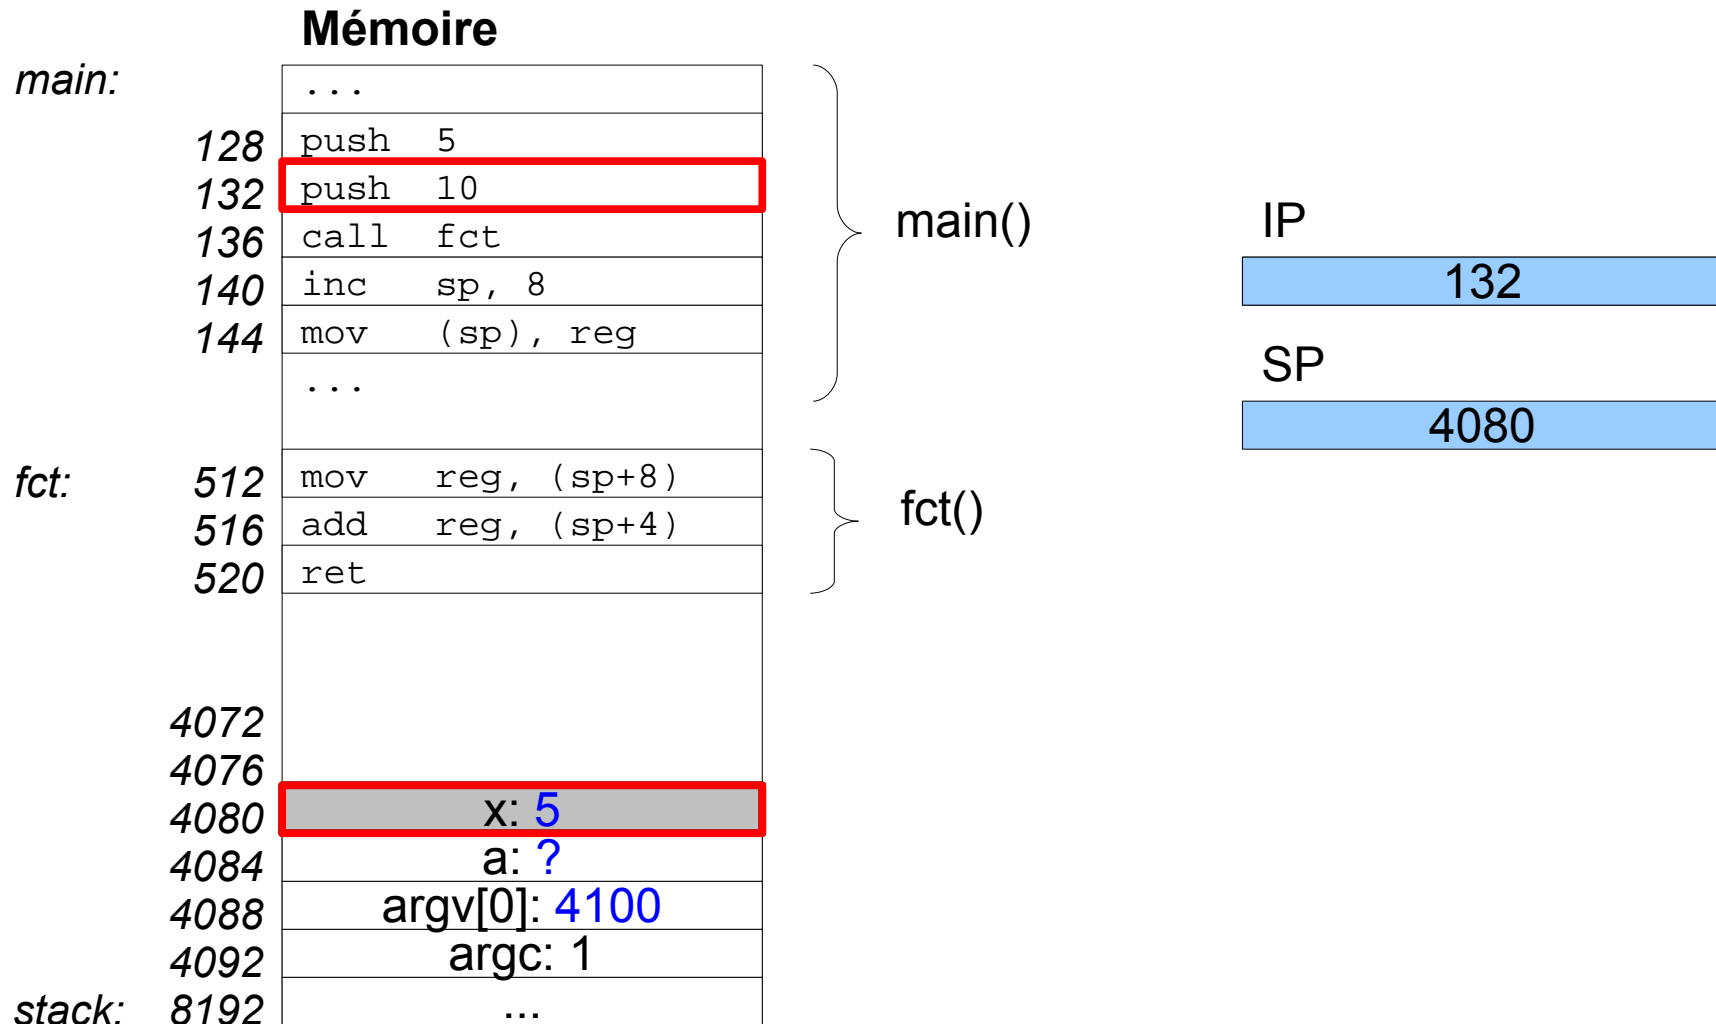 Mémoire
main:
...
128 push 5
132 push 10
136 call fct
140 inc sp, 8
144 mov (sp), reg
...
main()
IP
132
SP
4080
fct: 512 mov reg, (sp+8)
516 add reg, (sp+4)
520 ret
fct()
4072
4076
4080 x: 5
4084 a: ?
4088 argv[0]: 4100
4092 argc: 1
stack: 8192 ...